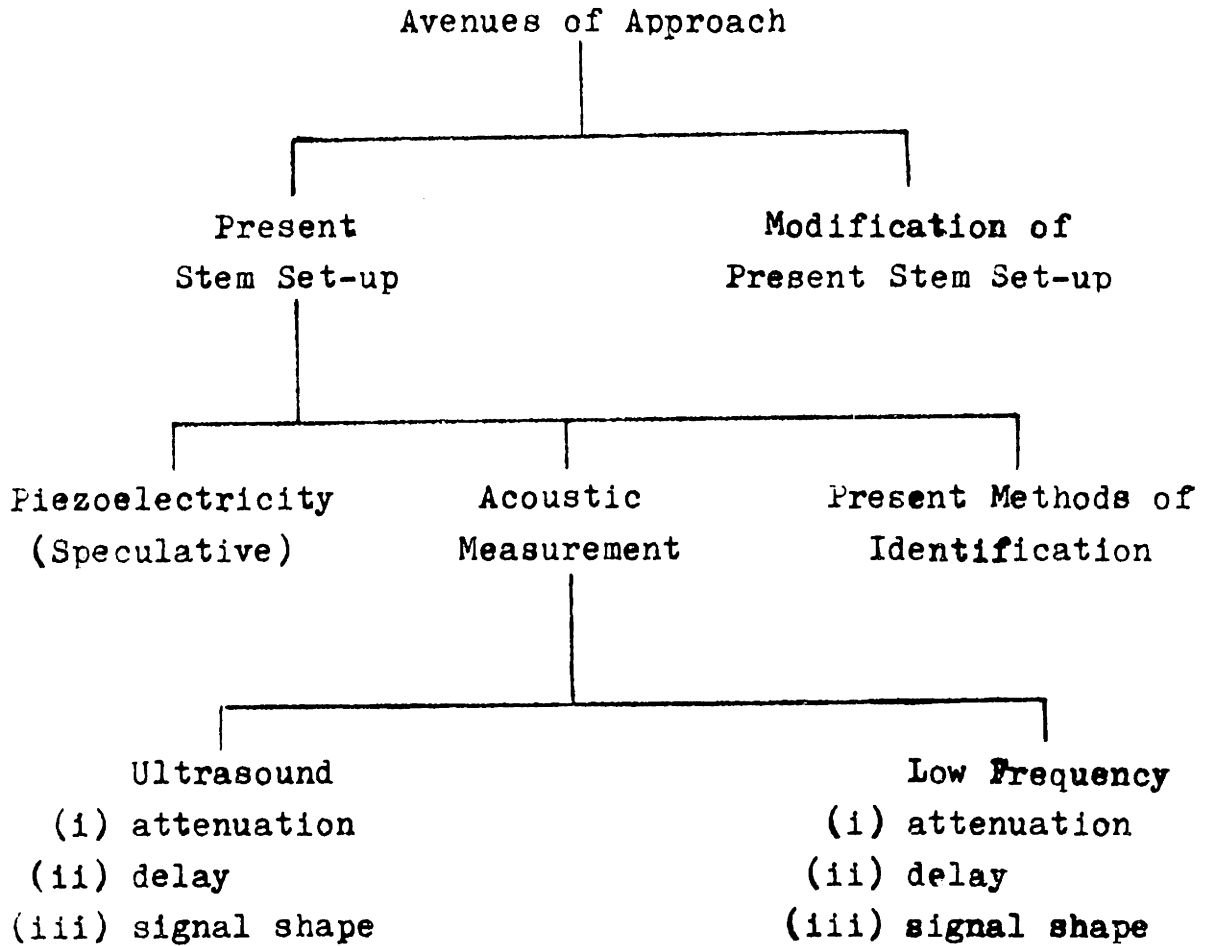 Avenues of Approach
Present
Stem Set-up
Modification of
Present Stem Set-up
Piezoelectricity
(Speculative)
Acoustic
Measurement
Present Methods of
Identification
Ultrasound
(i) attenuation
(ii) delay
(iii) signal shape
Low Frequency
(i) attenuation
(ii) delay
(iii) signal shape